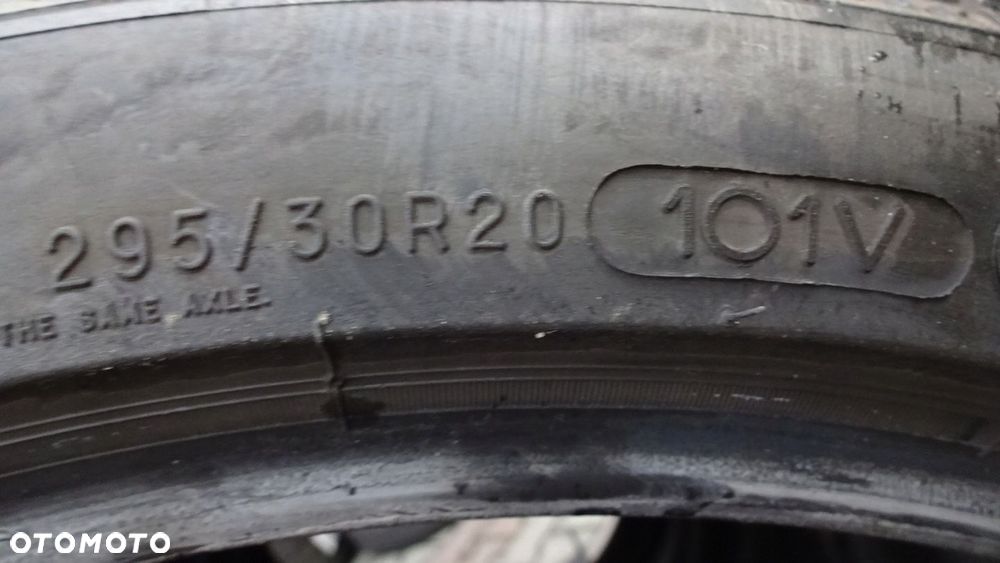 295/30R20 101V
THE SAME AXLE.
OTOMOTO